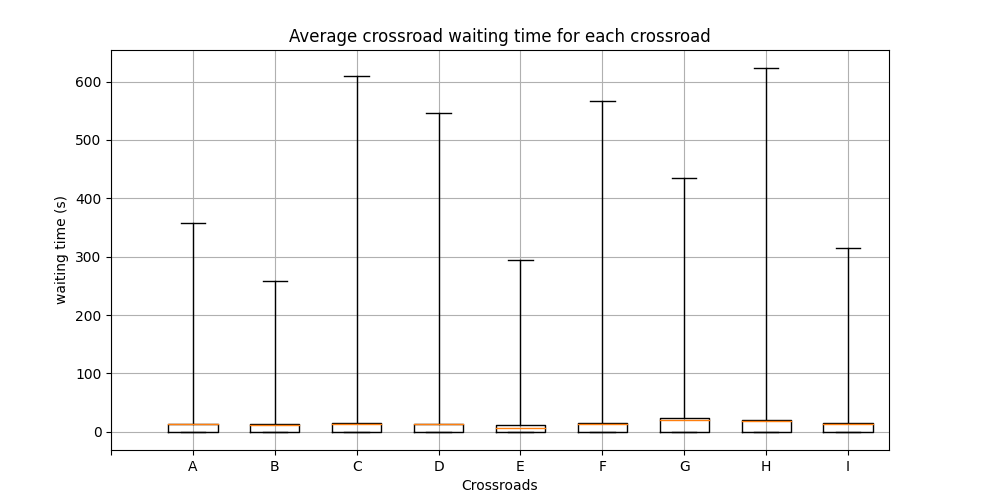 Average crossroad waiting time for each crossroad
600
500
400
300
200
100
0
waiting time (s)
A B C D E F G H I
Crossroads